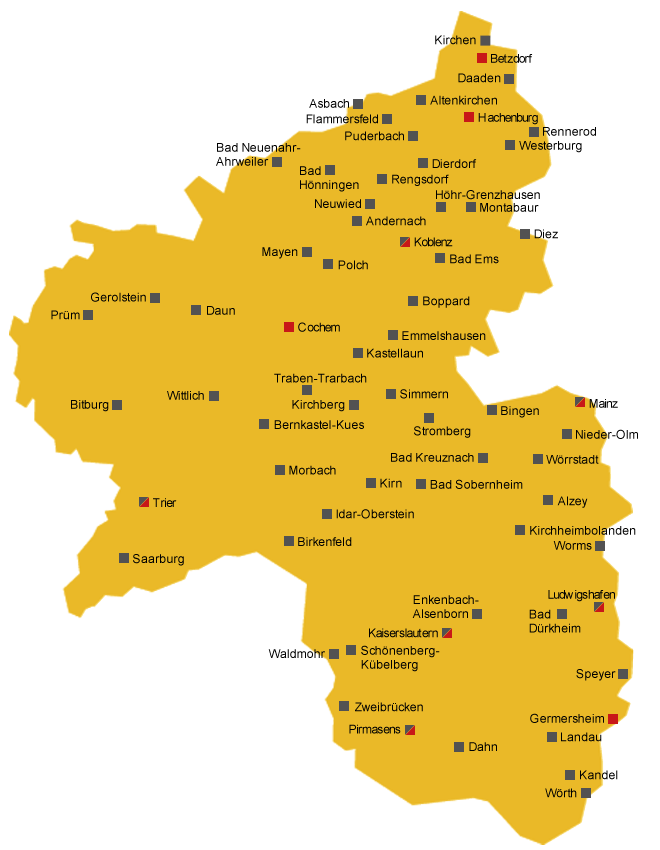 Kirchen
Betzdorf
Daaden
Altenkirchen
Asbach
Hachenburg
Flammersfeld
Rennerod
Puderbach
Westerburg
Bad Neuenahr-
Ahrweiler
Dierdorf
Bad
Hönningen
Rengsdorf
Höhr-Grenzhausen
Neuwied
Montabaur
Andernach
Diez
Koblenz
Mayen
Bad Ems
Polch
Gerolstein
Boppard
Daun
Prüm
Cochem
Emmelshausen
Kastellaun
Traben-Trarbach
Wittlich
Simmern
Mainz
Bitburg
Kirchberg
Bingen
Bernkastel-Kues
Stromberg
Nieder-Olm
Bad Kreuznach
Wörrstadt
Morbach
Kirn
Bad Sobernheim
Trier
Alzey
Idar-Oberstein
Kirchheimbolanden
Birkenfeld
Worms
Saarburg
Ludwigshafen
Enkenbach-
Alsenborn
Bad
Dürkheim
Kaiserslautern
Waldmohr
Schönenberg-
Kübelberg
Speyer
Zweibrücken
Germersheim
Pirmasens
Landau
Dahn
Kandel
Wörth